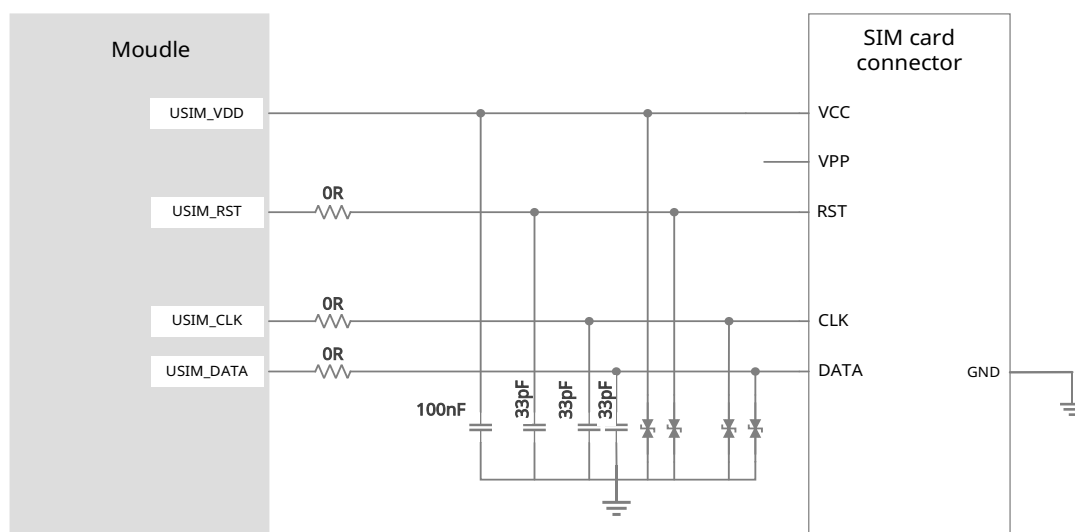 Moudle
SIM card
connector
USIM_VDD
VCC
VPP
0R
USIM_RST
RST
0R
USIM_CLK
CLK
0R
USIM_DATA
DATA
GND
100nF
33pF
33pF
33pF